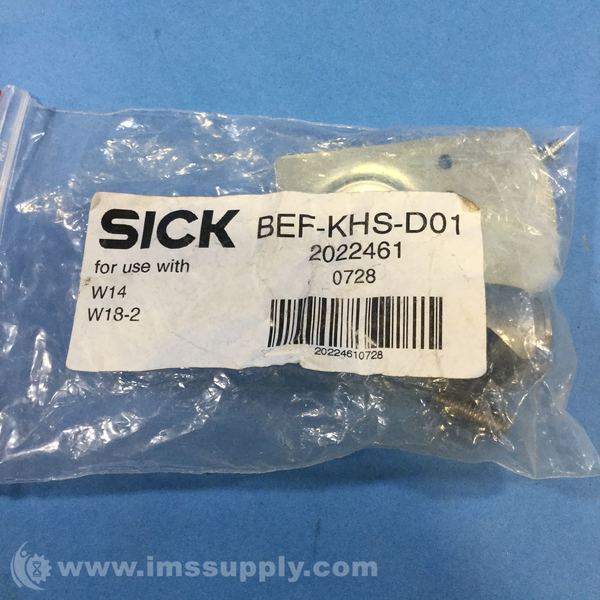 SICK BEF-KHS-D01
2022461
0728
for use with
W14
W18-2
20224610728
www.imssupply.com